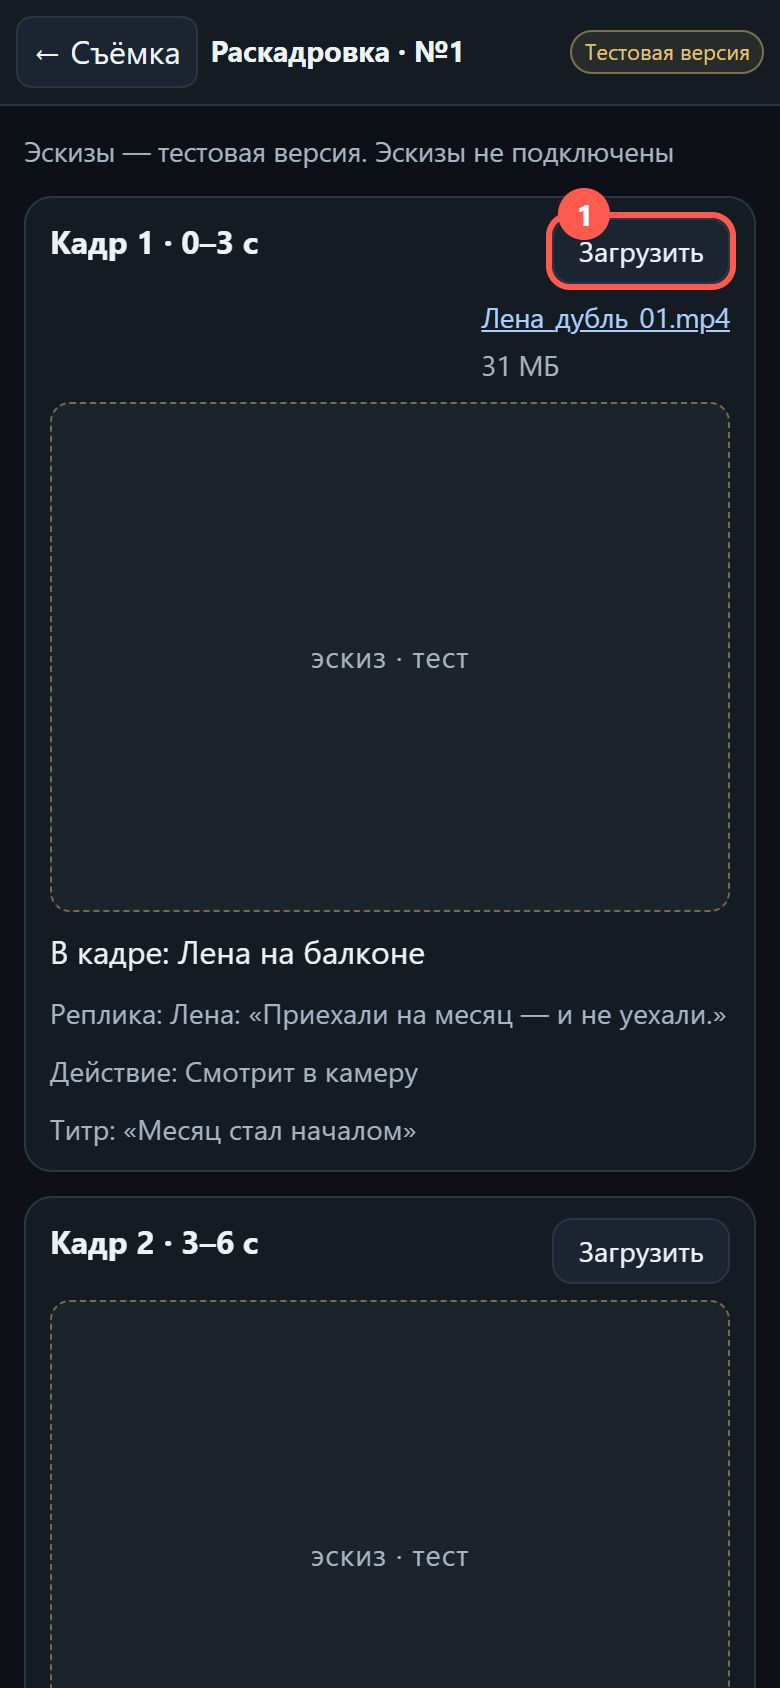 ← Съёмка
Раскадровка · №1
Тестовая версия
Эскизы — тестовая версия. Эскизы не подключены
Кадр 1 · 0–3 с
1
Загрузить
Лена_дубль_01.mp4
31 МБ
эскиз · тест
В кадре: Лена на балконе
Реплика: Лена: «Приехали на месяц — и не уехали.»
Действие: Смотрит в камеру
Титр: «Месяц стал началом»
Кадр 2 · 3–6 с
Загрузить
эскиз · тест